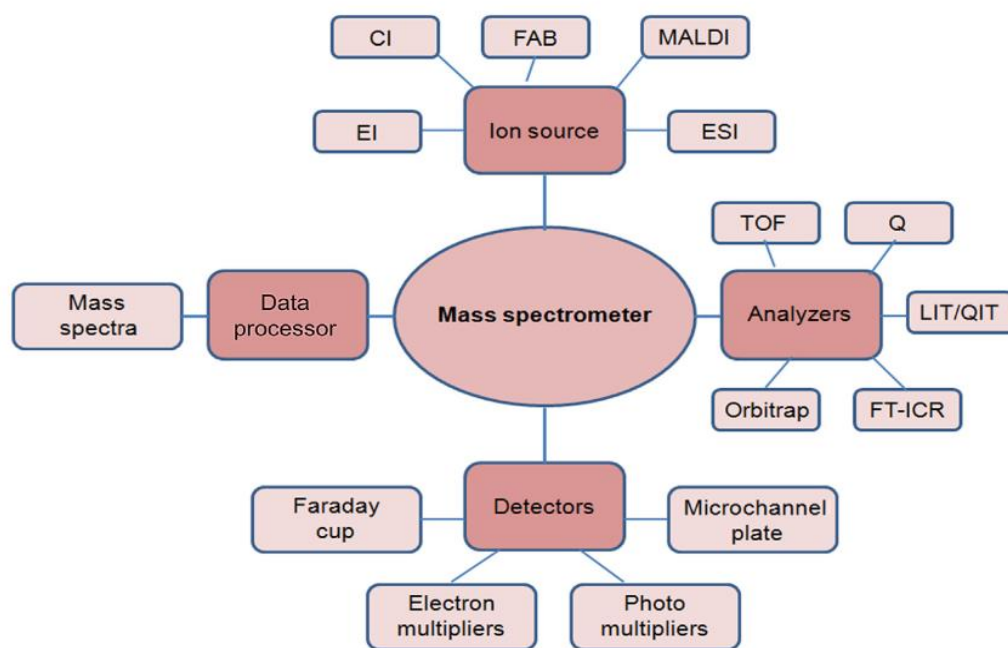 CI
FAB
MALDI
EI
Ion source
ESI
TOF
Q
Mass
spectra
Data
processor
Mass spectrometer
Analyzers
LIT/QIT
Orbitrap
FT-ICR
Faraday
cup
Detectors
Microchannel
plate
Electron
multipliers
Photo
multipliers